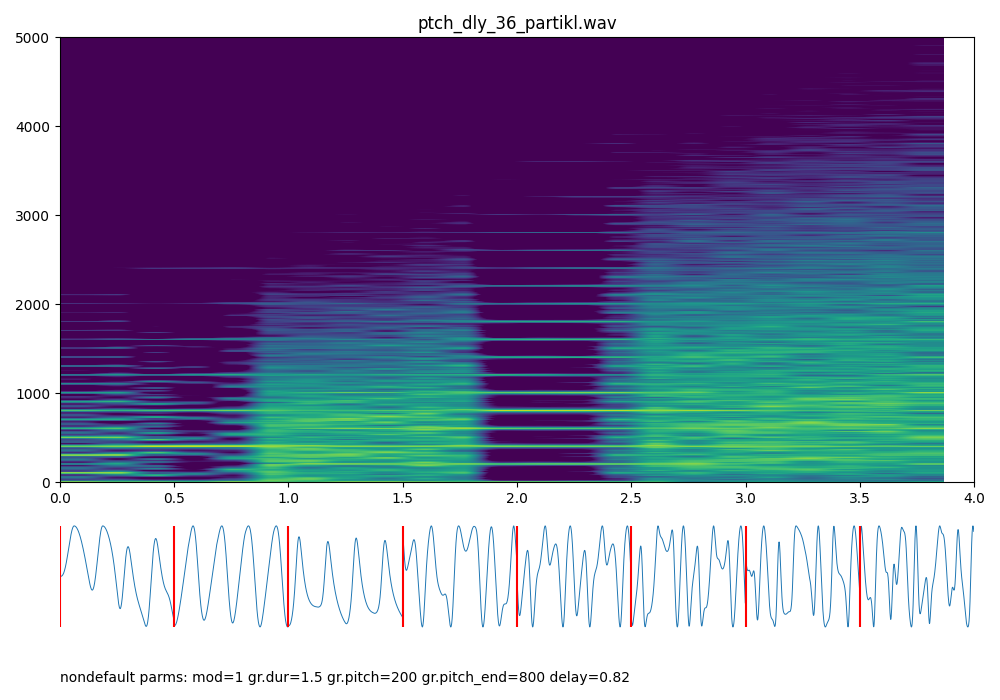 ptch_dly_36_partikl.wav
5000
4000
3000
2000
1000
0
0.0 0.5 1.0 1.5 2.0 2.5 3.0 3.5 4.0
nondefault parms: mod=1 gr.dur=1.5 gr.pitch=200 gr.pitch_end=800 delay=0.82